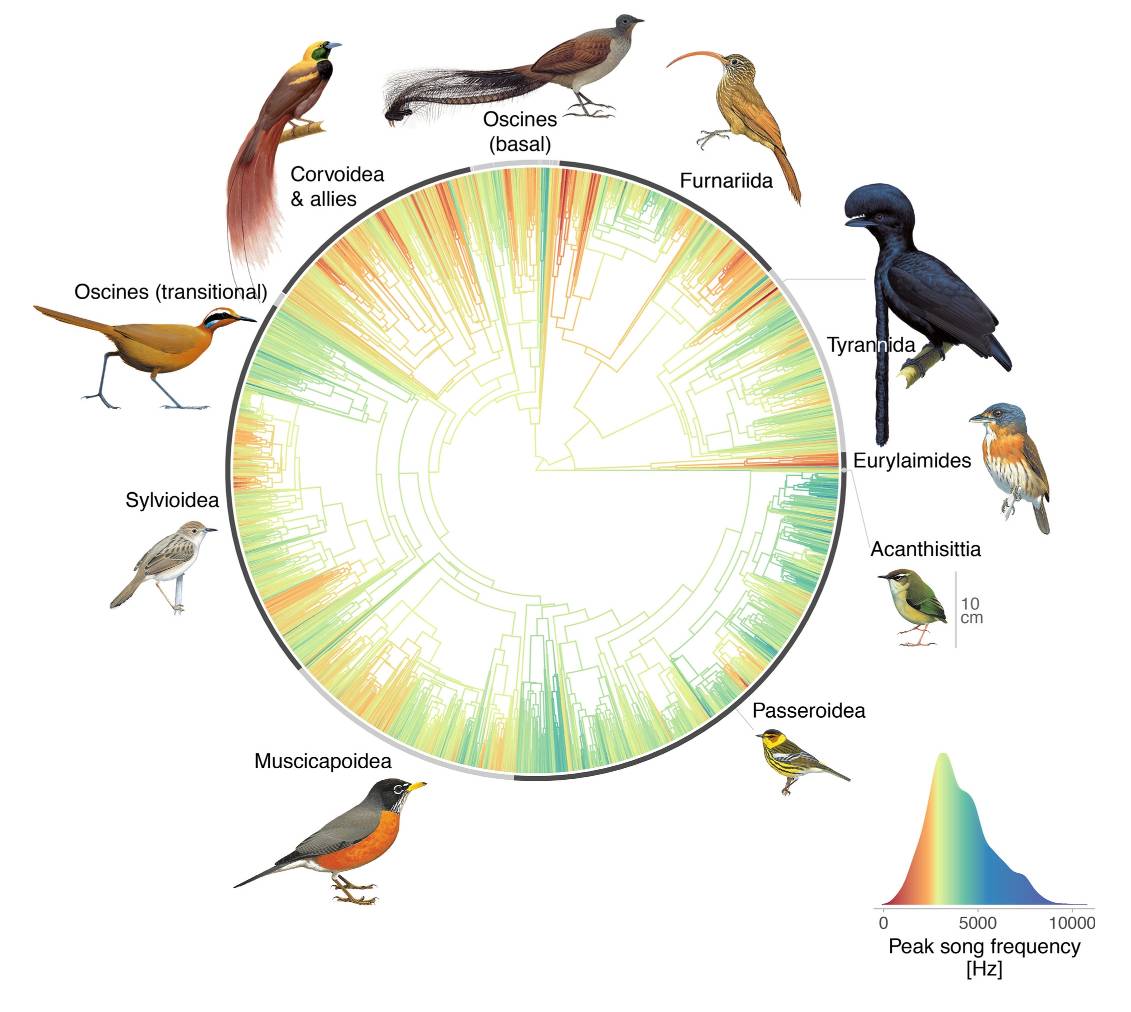 Oscines
(basal)
Corvoidea
& allies
Furnariida
Oscines (transitional)
Tyrannida
Eurylaimides
Sylvioidea
Acanthisittia
10
cm
Passeroidea
Muscicapoidea
0 5000 10000
Peak song frequency
[Hz]